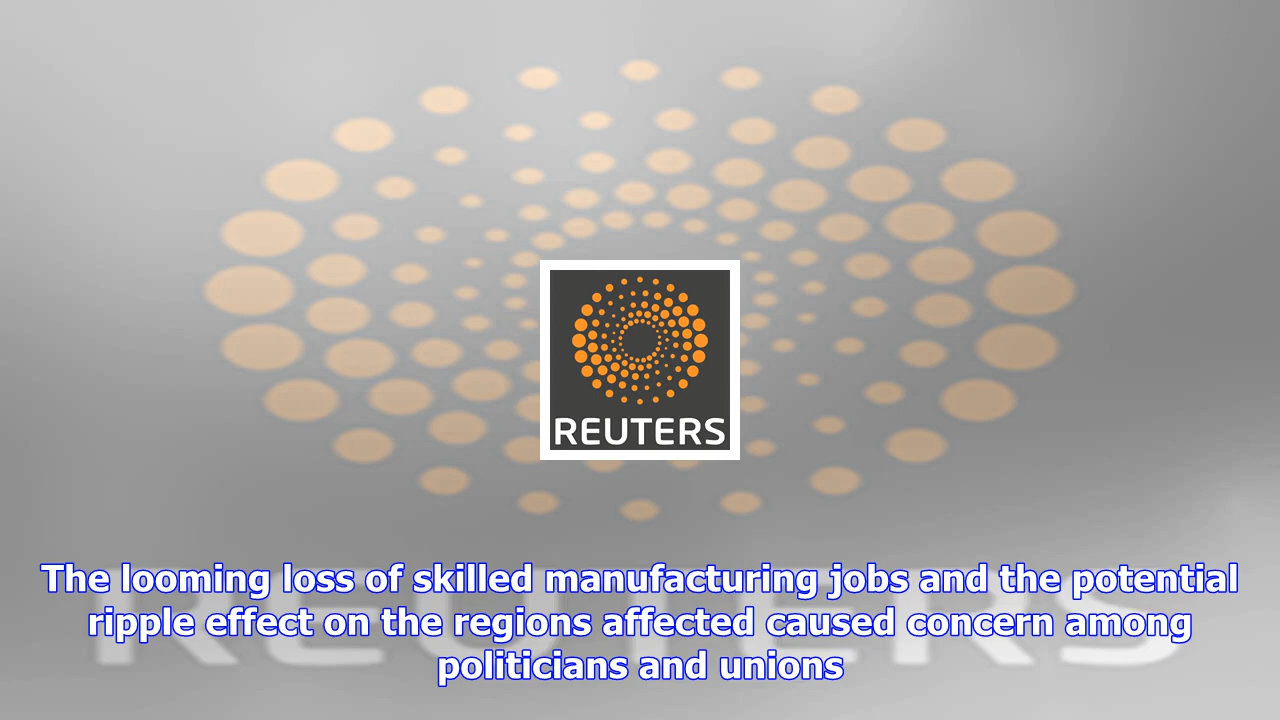 REUTERS
The looming loss of skilled manufacturing jobs and the potential
ripple effect on the regions affected caused concern among
politicians and unions
REUTERS